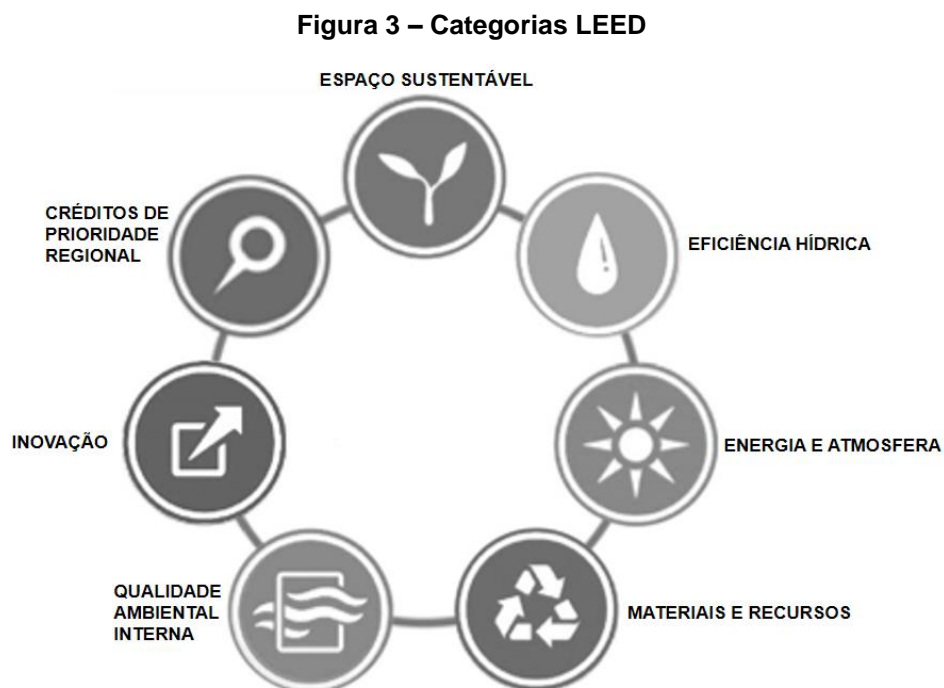 Figura 3 – Categorias LEED
ESPAÇO SUSTENTÁVEL
CRÉDITOS DE
PRIORIDADE
REGIONAL
EFICIÊNCIA HÍDRICA
INOVAÇÃO
ENERGIA E ATMOSFERA
QUALIDADE
AMBIENTAL
INTERNA
MATERIAIS E RECURSOS